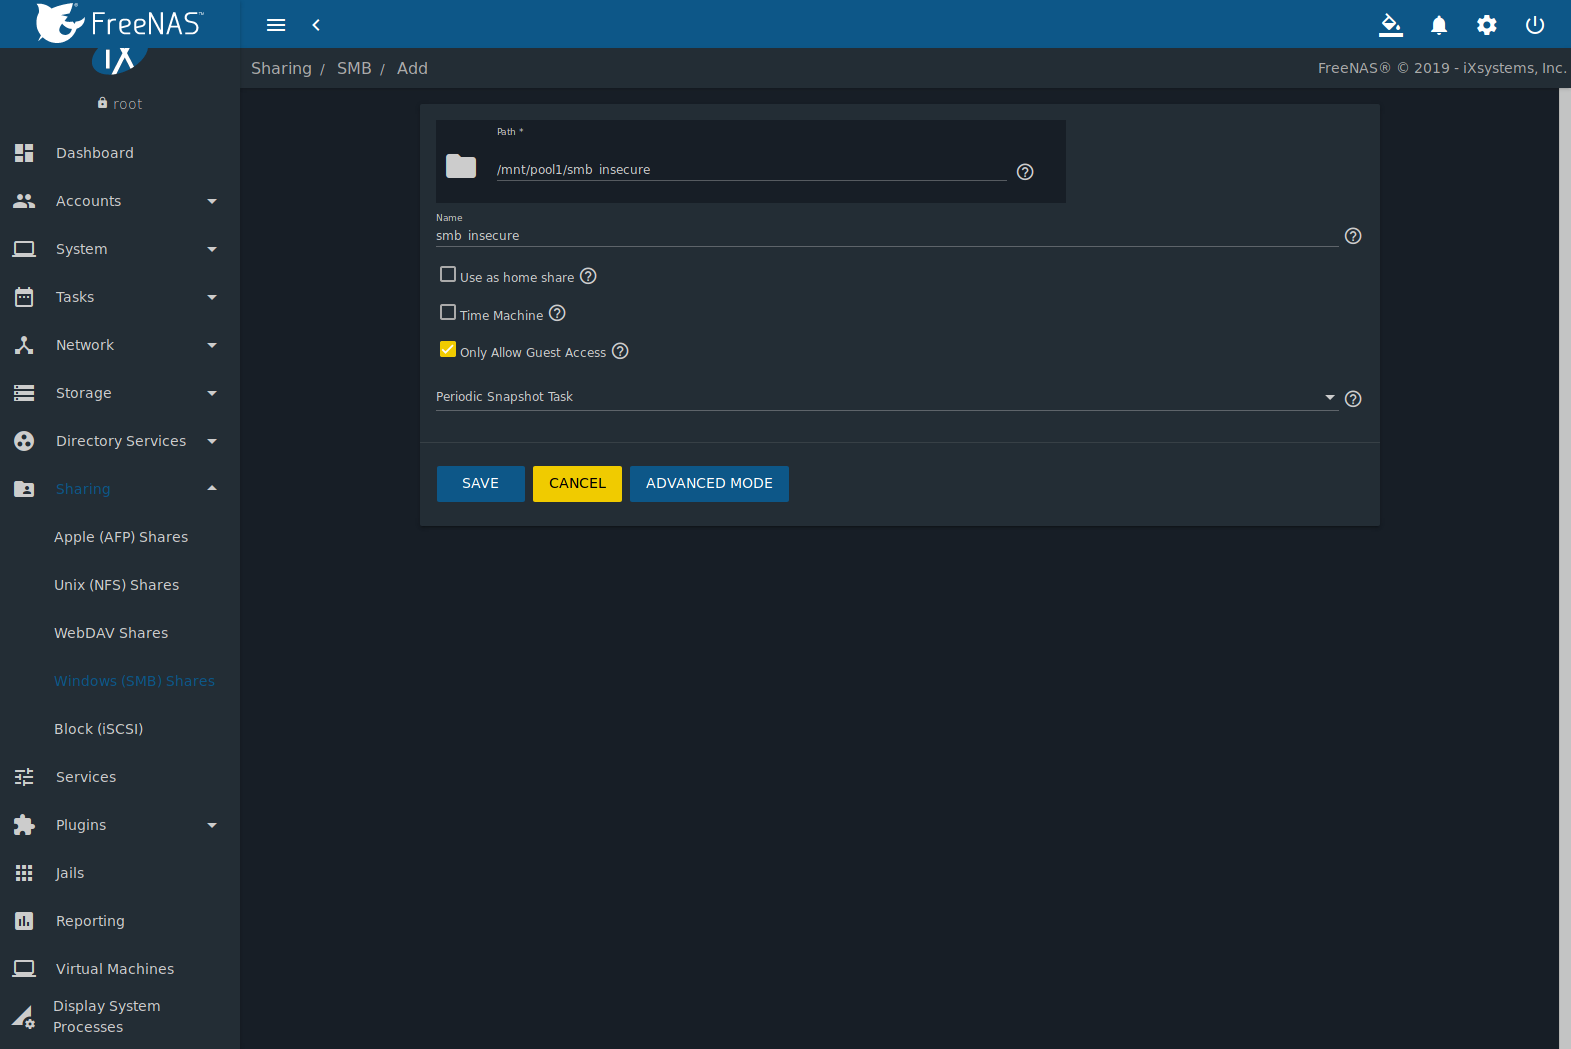 FreeNAS™
Sharing / SMB / Add
FreeNAS® © 2019 - iXsystems, Inc.
iX
root
Dashboard
Accounts
System
Tasks
Network
Storage
Directory Services
Sharing
Apple (AFP) Shares
Unix (NFS) Shares
WebDAV Shares
Windows (SMB) Shares
Block (iSCSI)
Services
Plugins
Jails
Reporting
Virtual Machines
Display System
Processes
Path *
/mnt/pool1/smb_insecure
Name
smb_insecure
Use as home share
Time Machine
Only Allow Guest Access
Periodic Snapshot Task
SAVE
CANCEL
ADVANCED MODE